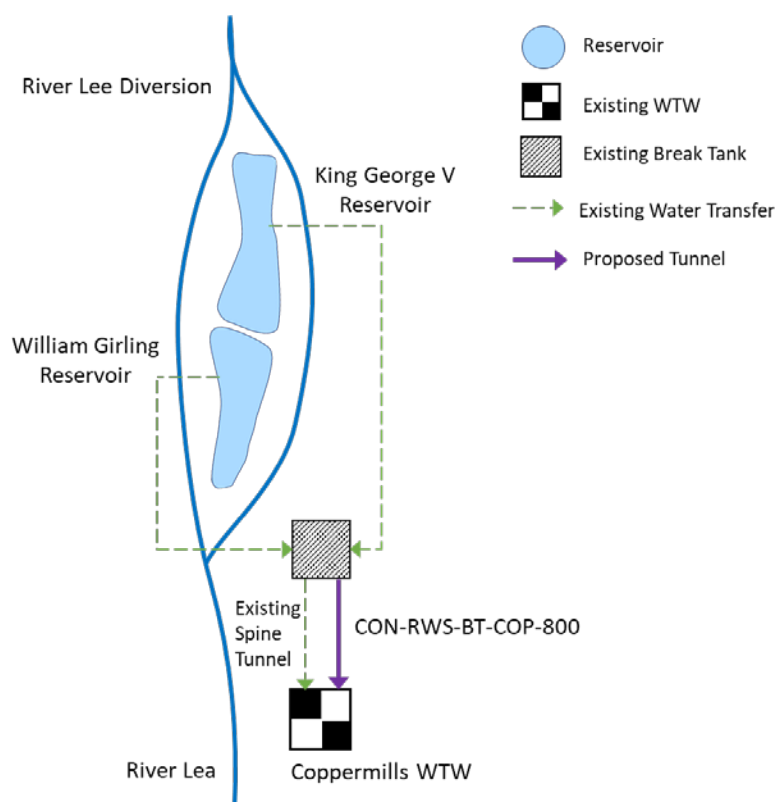 River Lee Diversion
King George V
Reservoir
William Girling
Reservoir
Existing
Spine
Tunnel
CON-RWS-BT-COP-800
River Lea
Coppermills WTW
Reservoir
Existing WTW
Existing Break Tank
Existing Water Transfer
Proposed Tunnel